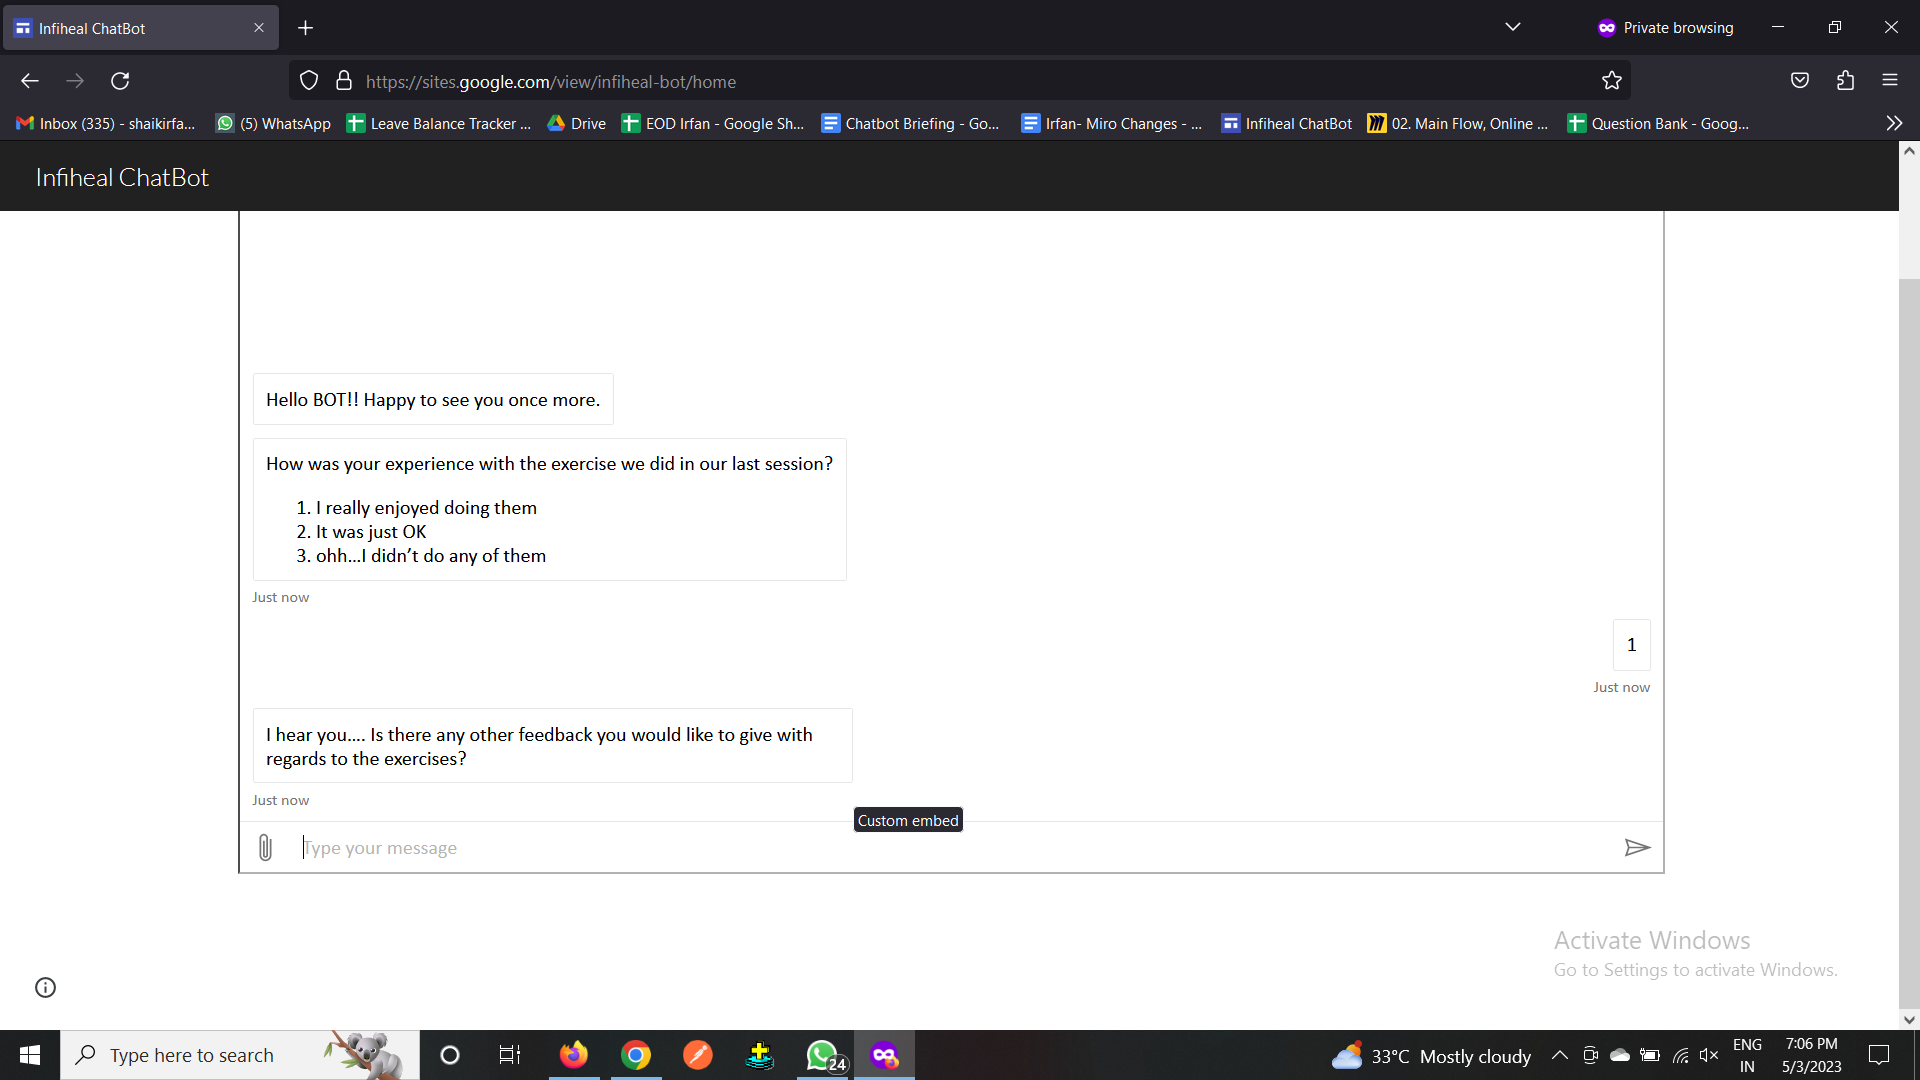 Infiheal ChatBot
Private browsing
https://sites.google.com/view/infiheal-bot/home
Inbox (335) - shaikirfa...
(5) WhatsApp
Leave Balance Tracker ...
Drive
EOD Irfan - Google Sh...
Chatbot Briefing - Go...
Irfan- Miro Changes - ...
Infiheal ChatBot
02. Main Flow, Online ...
Question Bank - Goog...
Infiheal ChatBot
Hello BOT!! Happy to see you once more.
How was your experience with the exercise we did in our last session?
1. I really enjoyed doing them
2. It was just OK
3. ohh...I didn’t do any of them
Just now
1
Just now
I hear you.... Is there any other feedback you would like to give with
regards to the exercises?
Just now
Custom embed
Type your message
Activate Windows
Go to Settings to activate Windows.
Type here to search
24
33°C Mostly cloudy
ENG
IN
7:06 PM
5/3/2023